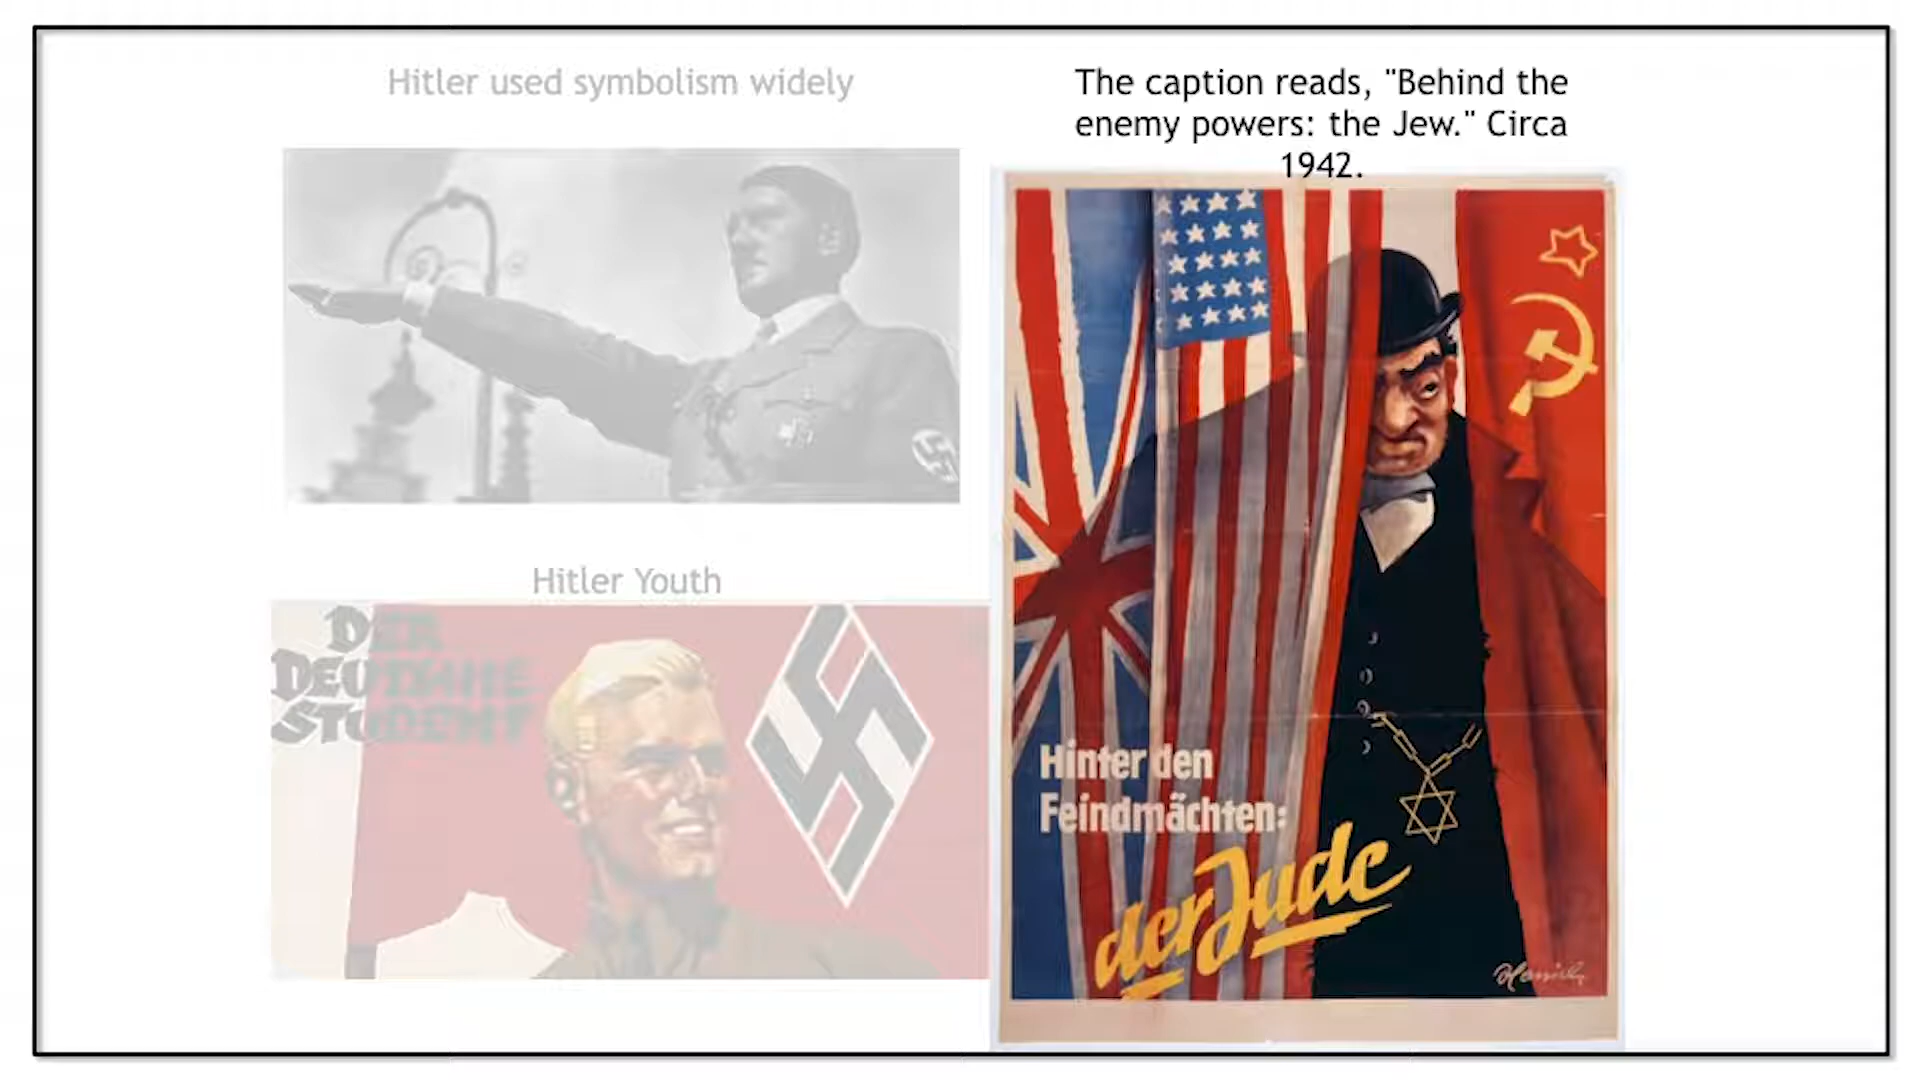 Hitler used symbolism widely
The caption reads, "Behind the
enemy powers: the Jew." Circa
1942.
Hitler Youth
DER
DEUTSCHE
STUDENT
Hinter den
Feindmächten:
der Jude